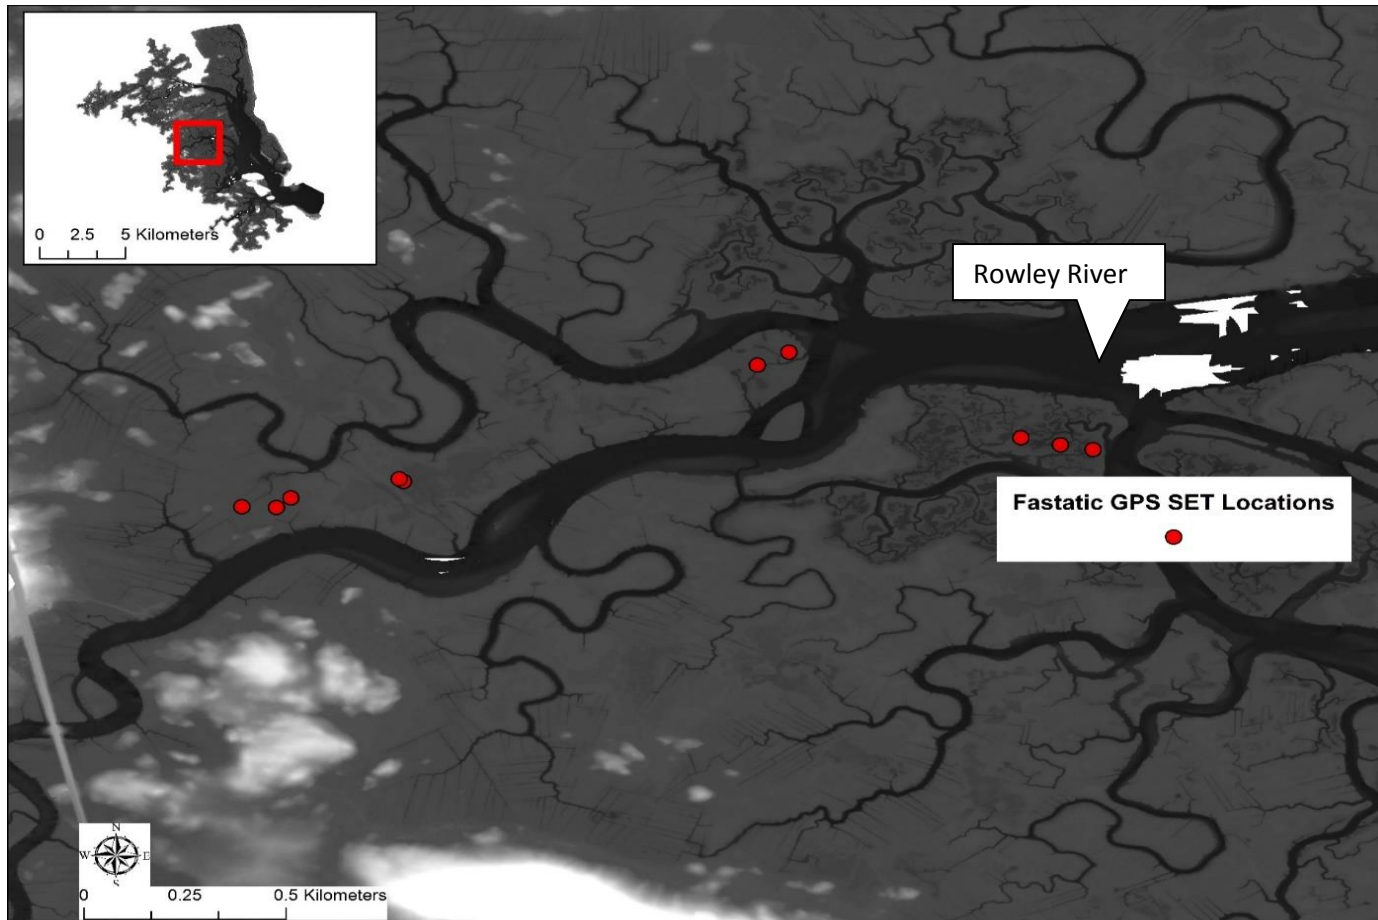 0 2.5 5 Kilometers
Rowley River
Fastatic GPS SET Locations
N
W E
S
0 0.25 0.5 Kilometers